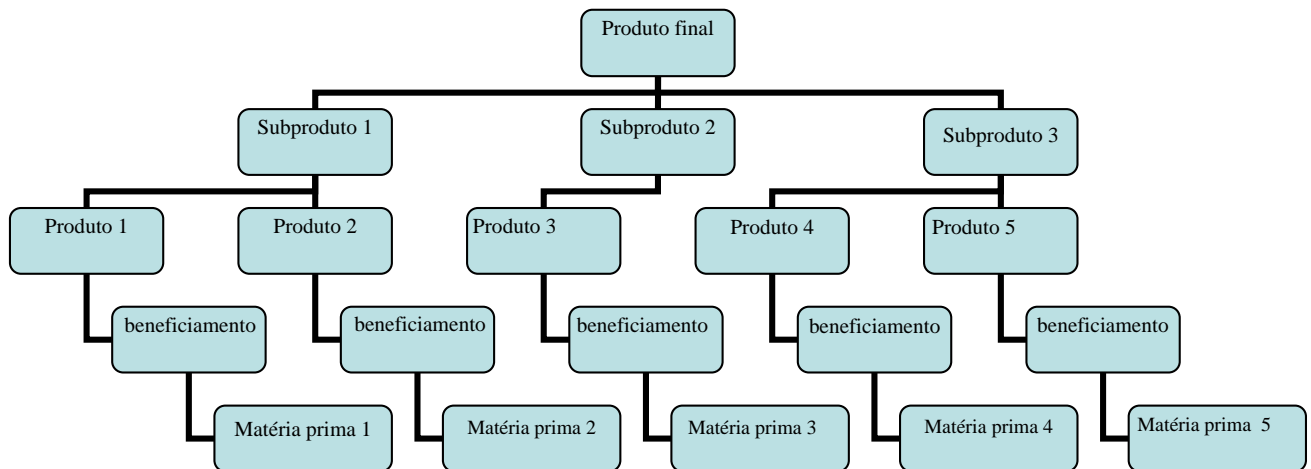 Produto final
Subproduto 1
Subproduto 2
Subproduto 3
Produto 1
Produto 2
Produto 3
Produto 4
Produto 5
beneficiamento
beneficiamento
beneficiamento
beneficiamento
beneficiamento
Matéria prima 1
Matéria prima 2
Matéria prima 3
Matéria prima 4
Matéria prima  5